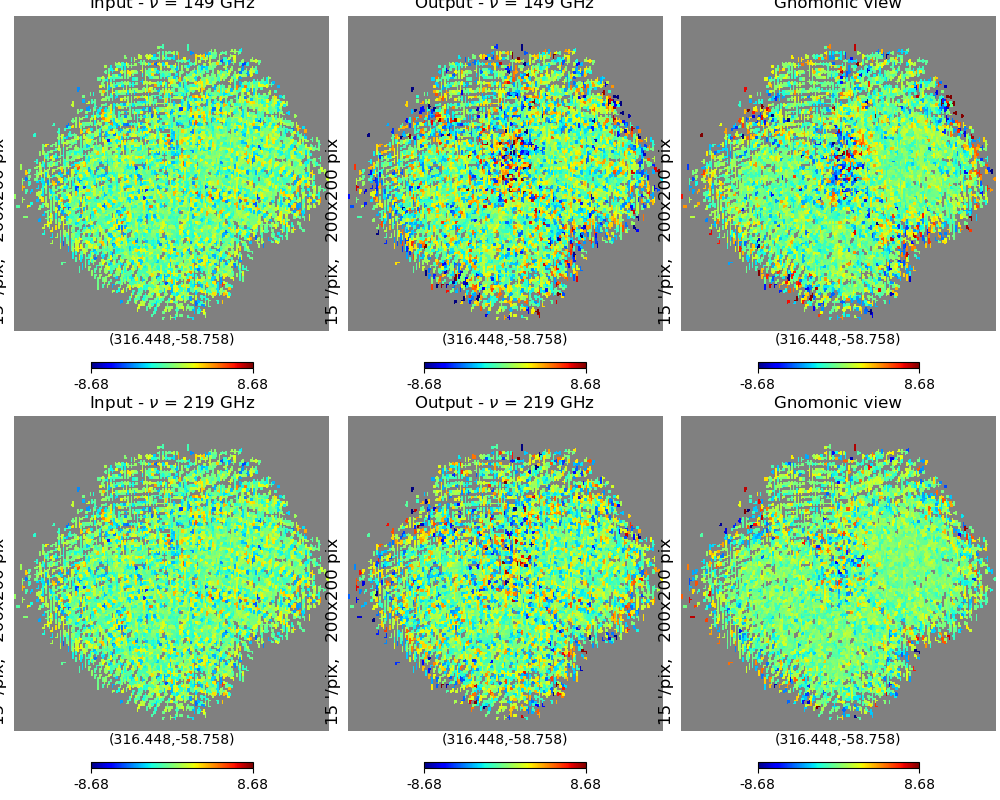 Input - ν = 149 GHz
Output - ν = 149 GHz
Gnomonic view
15 '/pix, 200x200 pix
15 '/pix, 200x200 pix
15 '/pix, 200x200 pix
(316.448,-58.758)
(316.448,-58.758)
(316.448,-58.758)
-8.68 8.68
-8.68 8.68
-8.68 8.68
Input - ν = 219 GHz
Output - ν = 219 GHz
Gnomonic view
15 '/pix, 200x200 pix
15 '/pix, 200x200 pix
15 '/pix, 200x200 pix
(316.448,-58.758)
(316.448,-58.758)
(316.448,-58.758)
-8.68 8.68
-8.68 8.68
-8.68 8.68